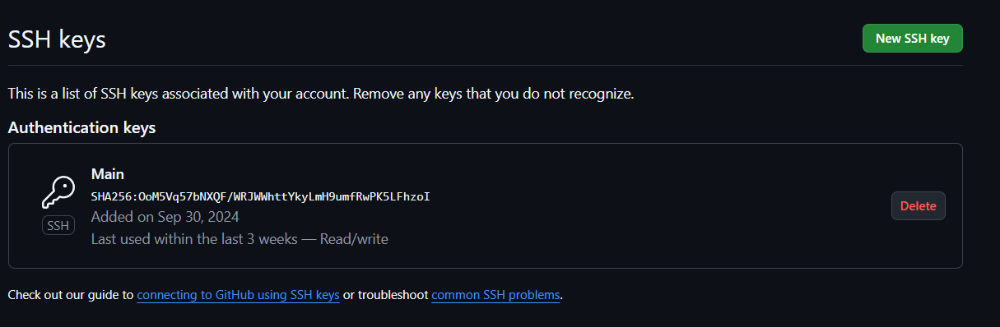 SSH keys
New SSH key
This is a list of SSH keys associated with your account. Remove any keys that you do not recognize.
Authentication keys
Main
SHA256:OoM5Vq57bNXQF/WRJWWhttYkyLmH9umfRwPK5LFhzoI
SSH
Added on Sep 30, 2024
Last used within the last 3 weeks — Read/write
Delete
Check out our guide to connecting to GitHub using SSH keys or troubleshoot common SSH problems.